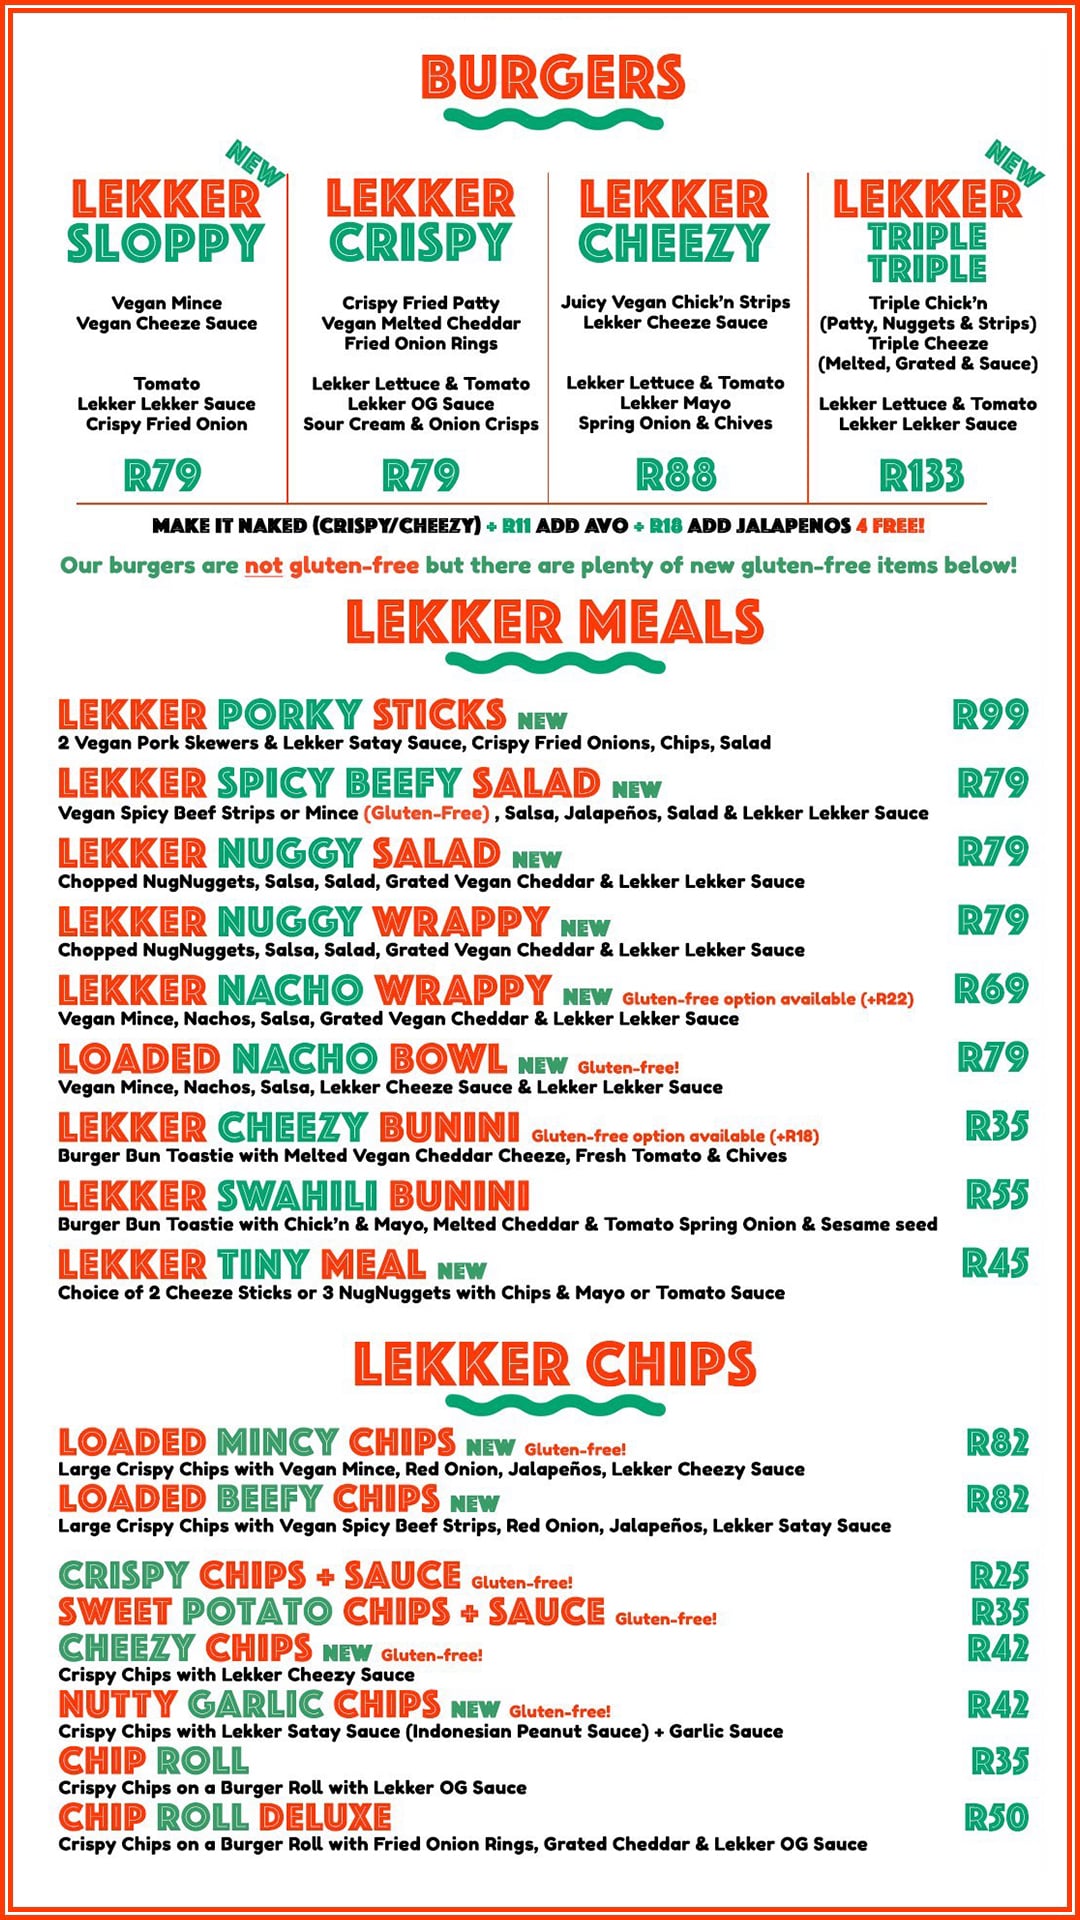 BURGERS
NEW
LEKKER
SLOPPY
Vegan Mince
Vegan Cheeze Sauce
Tomato
Lekker Lekker Sauce
Crispy Fried Onion
R79
LEKKER
CRISPY
Crispy Fried Patty
Vegan Melted Cheddar
Fried Onion Rings
Lekker Lettuce & Tomato
Lekker OG Sauce
Sour Cream & Onion Crisps
R79
LEKKER
CHEEZY
Juicy Vegan Chick'n Strips
Lekker Cheeze Sauce
Lekker Lettuce & Tomato
Lekker Mayo
Spring Onion & Chives
R88
NEW
LEKKER
TRIPLE
TRIPLE
Triple Chick'n
(Patty, Nuggets & Strips)
Triple Cheeze
(Melted, Grated & Sauce)
Lekker Lettuce & Tomato
Lekker Lekker Sauce
R133
MAKE IT NAKED (CRISPY/CHEEZY) + R11 ADD AVO + R18 ADD JALAPENOS 4 FREE!
Our burgers are not gluten-free but there are plenty of new gluten-free items below!
LEKKER MEALS
LEKKER PORKY STICKS NEW R99
2 Vegan Pork Skewers & Lekker Satay Sauce, Crispy Fried Onions, Chips, Salad
LEKKER SPICY BEEFY SALAD NEW R79
Vegan Spicy Beef Strips or Mince (Gluten-Free) , Salsa, Jalapeños, Salad & Lekker Lekker Sauce
LEKKER NUGGY SALAD NEW R79
Chopped NugNuggets, Salsa, Salad, Grated Vegan Cheddar & Lekker Lekker Sauce
LEKKER NUGGY WRAPPY NEW R79
Chopped NugNuggets, Salsa, Salad, Grated Vegan Cheddar & Lekker Lekker Sauce
LEKKER NACHO WRAPPY NEW Gluten-free option available (+R22) R69
Vegan Mince, Nachos, Salsa, Grated Vegan Cheddar & Lekker Lekker Sauce
LOADED NACHO BOWL NEW Gluten-free! R79
Vegan Mince, Nachos, Salsa, Lekker Cheeze Sauce & Lekker Lekker Sauce
LEKKER CHEEZY BUNINI Gluten-free option available (+R18) R35
Burger Bun Toastie with Melted Vegan Cheddar Cheeze, Fresh Tomato & Chives
LEKKER SWAHILI BUNINI R55
Burger Bun Toastie with Chick'n & Mayo, Melted Cheddar & Tomato Spring Onion & Sesame seed
LEKKER TINY MEAL NEW R45
Choice of 2 Cheeze Sticks or 3 NugNuggets with Chips & Mayo or Tomato Sauce
LEKKER CHIPS
LOADED MINCY CHIPS NEW Gluten-free! R82
Large Crispy Chips with Vegan Mince, Red Onion, Jalapeños, Lekker Cheezy Sauce
LOADED BEEFY CHIPS NEW R82
Large Crispy Chips with Vegan Spicy Beef Strips, Red Onion, Jalapeños, Lekker Satay Sauce
CRISPY CHIPS + SAUCE Gluten-free! R25
SWEET POTATO CHIPS + SAUCE Gluten-free! R35
CHEEZY CHIPS NEW Gluten-free! R42
Crispy Chips with Lekker Cheezy Sauce
NUTTY GARLIC CHIPS NEW Gluten-free! R42
Crispy Chips with Lekker Satay Sauce (Indonesian Peanut Sauce) + Garlic Sauce
CHIP ROLL R35
Crispy Chips on a Burger Roll with Lekker OG Sauce
CHIP ROLL DELUXE R50
Crispy Chips on a Burger Roll with Fried Onion Rings, Grated Cheddar & Lekker OG Sauce